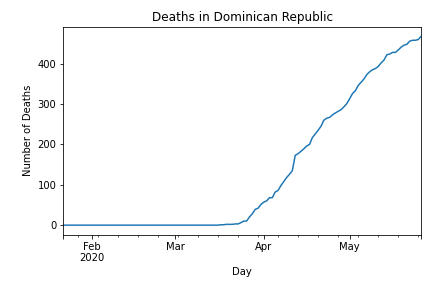 Deaths in Dominican Republic
Number of Deaths
400
300
200
100
0
Feb
2020
Mar
Apr
May
Day